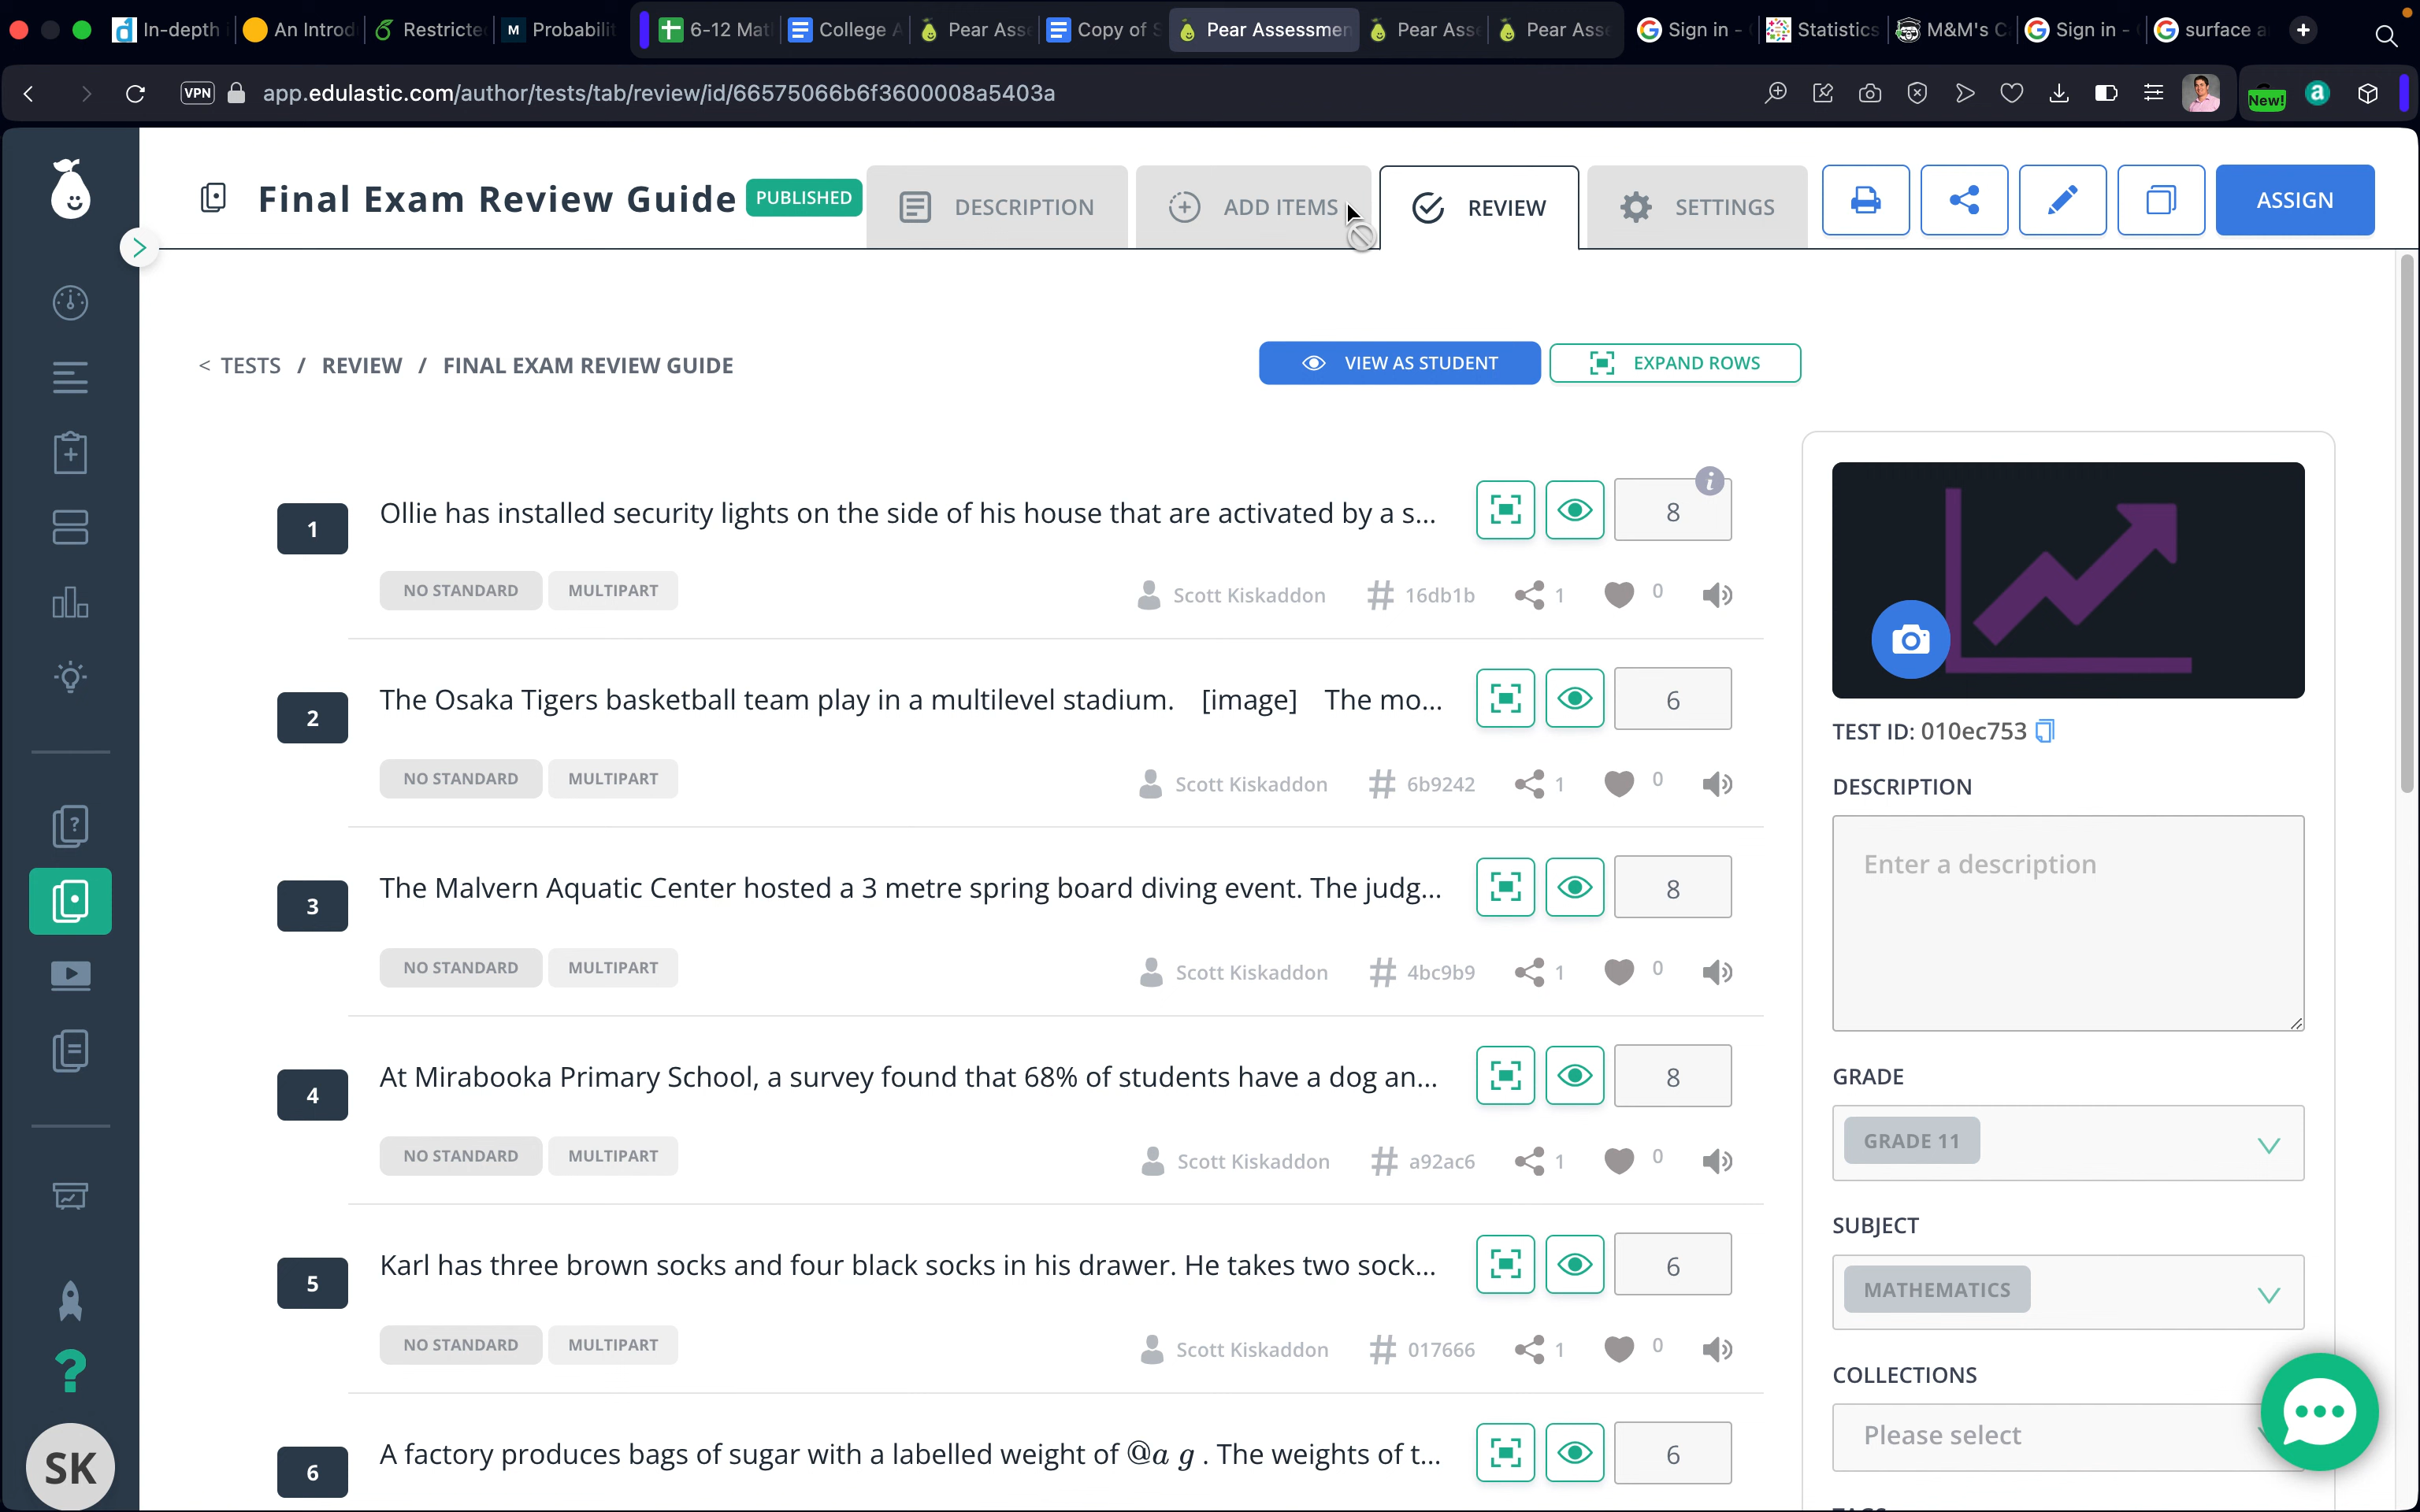 In-depth
An Introd
Restricte
Probabilit
6-12 Mat
College A
Pear Ass
Copy of S
Pear Assessmen
Pear Ass
Pear Ass
Sign in -
Statistics
M&M's C
Sign in -
surface a
VPN
app.edulastic.com/author/tests/tab/review/id/66575066b6f3600008a5403a
New!
Final Exam Review Guide
PUBLISHED
DESCRIPTION
ADD ITEMS
REVIEW
SETTINGS
ASSIGN
< TESTS / REVIEW / FINAL EXAM REVIEW GUIDE
VIEW AS STUDENT
EXPAND ROWS
1
Ollie has installed security lights on the side of his house that are activated by a s...
8
NO STANDARD
MULTIPART
Scott Kiskaddon
# 16db1b
1
0
2
The Osaka Tigers basketball team play in a multilevel stadium. [image] The mo...
6
NO STANDARD
MULTIPART
Scott Kiskaddon
# 6b9242
1
0
3
The Malvern Aquatic Center hosted a 3 metre spring board diving event. The judg...
8
NO STANDARD
MULTIPART
Scott Kiskaddon
# 4bc9b9
1
0
4
At Mirabooka Primary School, a survey found that 68% of students have a dog an...
8
NO STANDARD
MULTIPART
Scott Kiskaddon
# a92ac6
1
0
5
Karl has three brown socks and four black socks in his drawer. He takes two sock...
6
NO STANDARD
MULTIPART
Scott Kiskaddon
# 017666
1
0
6
A factory produces bags of sugar with a labelled weight of @a g . The weights of t...
6
TEST ID: 010ec753
DESCRIPTION
Enter a description
GRADE
GRADE 11
SUBJECT
MATHEMATICS
COLLECTIONS
Please select
SK